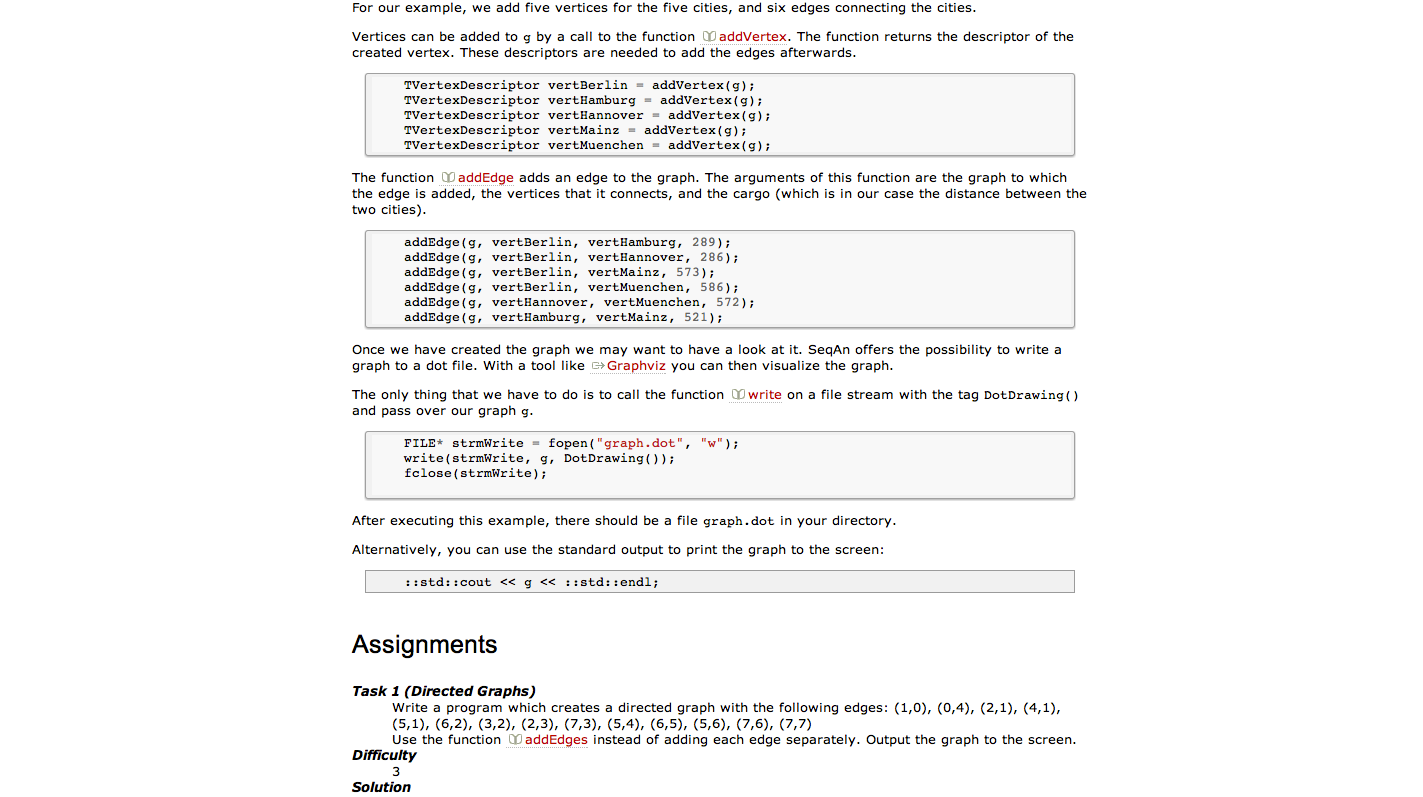 For our example, we add five vertices for the five cities, and six edges connecting the cities.
Vertices can be added to g by a call to the function addVertex. The function returns the descriptor of the
created vertex. These descriptors are needed to add the edges afterwards.
TVertexDescriptor vertBerlin = addVertex(g);
TVertexDescriptor vertHamburg = addVertex(g);
TVertexDescriptor vertHannover = addVertex(g);
TVertexDescriptor vertMainz = addVertex(g);
TVertexDescriptor vertMuenchen = addVertex(g);
The function addEdge adds an edge to the graph. The arguments of this function are the graph to which
the edge is added, the vertices that it connects, and the cargo (which is in our case the distance between the
two cities).
addEdge(g, vertBerlin, vertHamburg, 289);
addEdge(g, vertBerlin, vertHannover, 286);
addEdge(g, vertBerlin, vertMainz, 573);
addEdge(g, vertBerlin, vertMuenchen, 586);
addEdge(g, vertHannover, vertMuenchen, 572);
addEdge(g, vertHamburg, vertMainz, 521);
Once we have created the graph we may want to have a look at it. SeqAn offers the possibility to write a
graph to a dot file. With a tool like Graphviz you can then visualize the graph.
The only thing that we have to do is to call the function write on a file stream with the tag DotDrawing()
and pass over our graph g.
FILE* strmWrite = fopen("graph.dot", "w");
write(strmWrite, g, DotDrawing());
fclose(strmWrite);
After executing this example, there should be a file graph.dot in your directory.
Alternatively, you can use the standard output to print the graph to the screen:
::std::cout << g << ::std::endl;
Assignments
Task 1 (Directed Graphs)
Write a program which creates a directed graph with the following edges: (1,0), (0,4), (2,1), (4,1),
(5,1), (6,2), (3,2), (2,3), (7,3), (5,4), (6,5), (5,6), (7,6), (7,7)
Use the function addEdges instead of adding each edge separately. Output the graph to the screen.
Difficulty
3
Solution